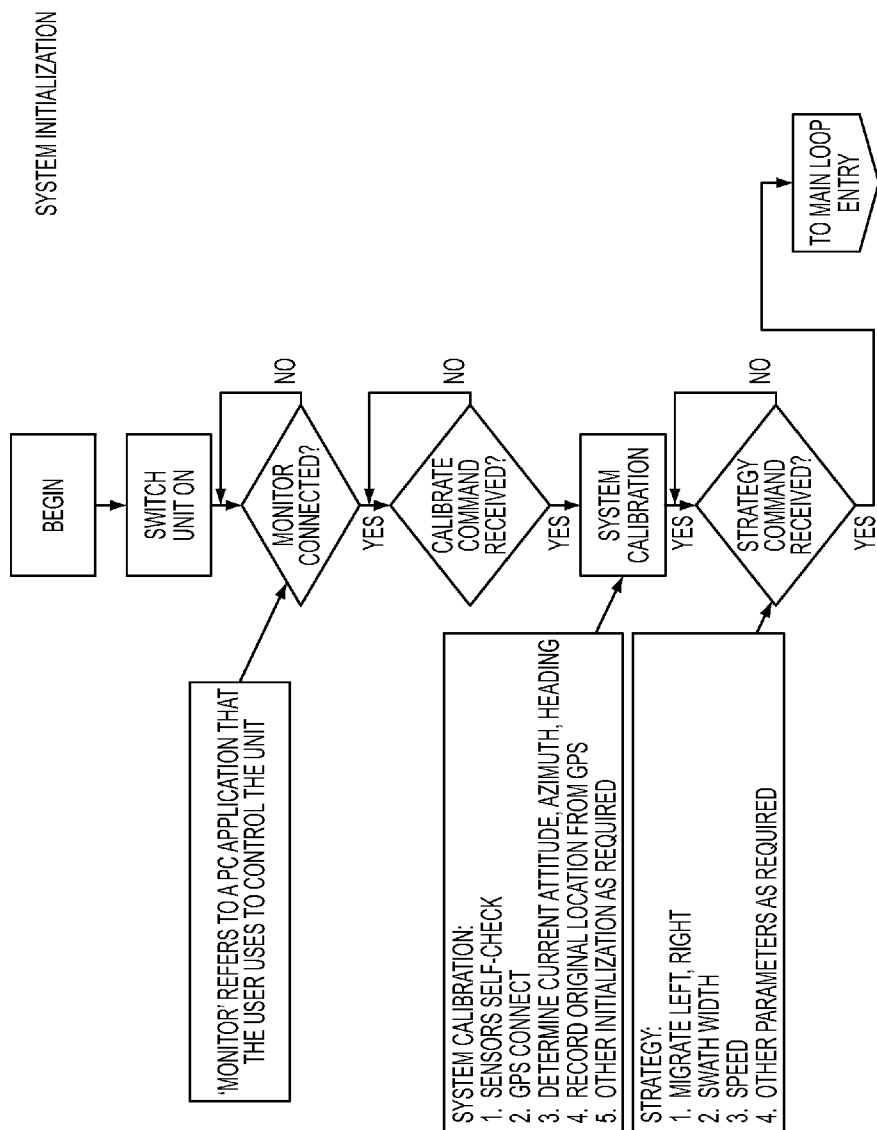 SYSTEM INITIALIZATION
BEGIN
SWITCH
UNIT ON
'MONITOR' REFERS TO A PC APPLICATION THAT
THE USER USES TO CONTROL THE UNIT
MONITOR
CONNECTED?
NO
YES
CALIBRATE
COMMAND
RECEIVED?
NO
YES
SYSTEM CALIBRATION:
1. SENSORS SELF-CHECK
2. GPS CONNECT
3. DETERMINE CURRENT ATTITUDE, AZIMUTH, HEADING
4. RECORD ORIGINAL LOCATION FROM GPS
5. OTHER INITIALIZATION AS REQUIRED
SYSTEM
CALIBRATION
YES
STRATEGY:
1. MIGRATE LEFT, RIGHT
2. SWATH WIDTH
3. SPEED
4. OTHER PARAMETERS AS REQUIRED
STRATEGY
COMMAND
RECEIVED?
NO
YES
TO MAIN LOOP
ENTRY